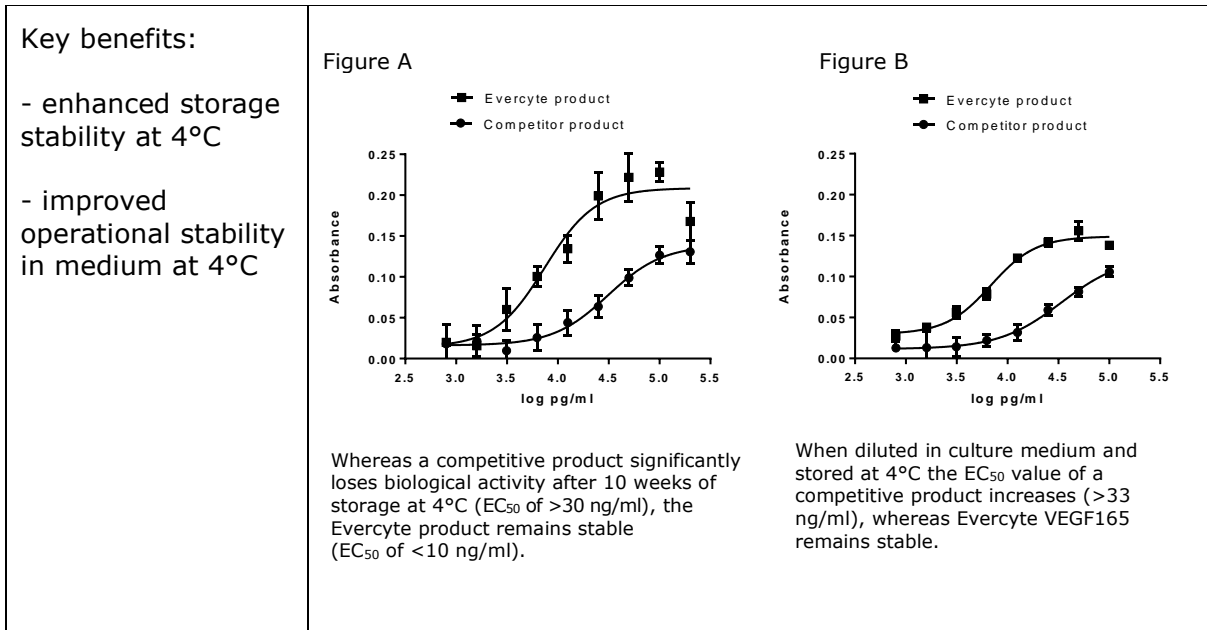 Key benefits:
- enhanced storage
stability at 4°C
- improved
operational stability
in medium at 4°C
Figure A
Evercyte product
Competitor product
0.25
0.20
0.15
0.10
0.05
0.00
Absorbance
2.5 3.0 3.5 4.0 4.5 5.0 5.5
log pg/ml
Whereas a competitive product significantly
loses biological activity after 10 weeks of
storage at 4°C (EC₅₀ of >30 ng/ml), the
Evercyte product remains stable
(EC₅₀ of <10 ng/ml).
Figure B
Evercyte product
Competitor product
0.25
0.20
0.15
0.10
0.05
0.00
Absorbance
2.5 3.0 3.5 4.0 4.5 5.0 5.5
log pg/ml
When diluted in culture medium and
stored at 4°C the EC₅₀ value of a
competitive product increases (>33
ng/ml), whereas Evercyte VEGF165
remains stable.